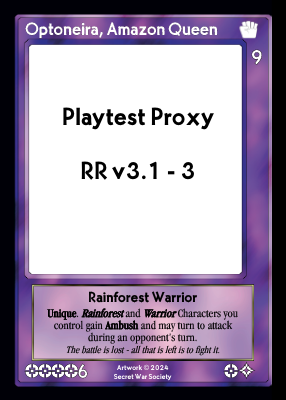 Optoneira, Amazon Queen
9
Playtest Proxy
RR v3.1 - 3
Rainforest Warrior
Unique. Rainforest and Warrior Characters you
control gain Ambush and may turn to attack
during an opponent's turn.
The battle is lost - all that is left is to fight it.
6
Artwork © 2024
Secret War Society